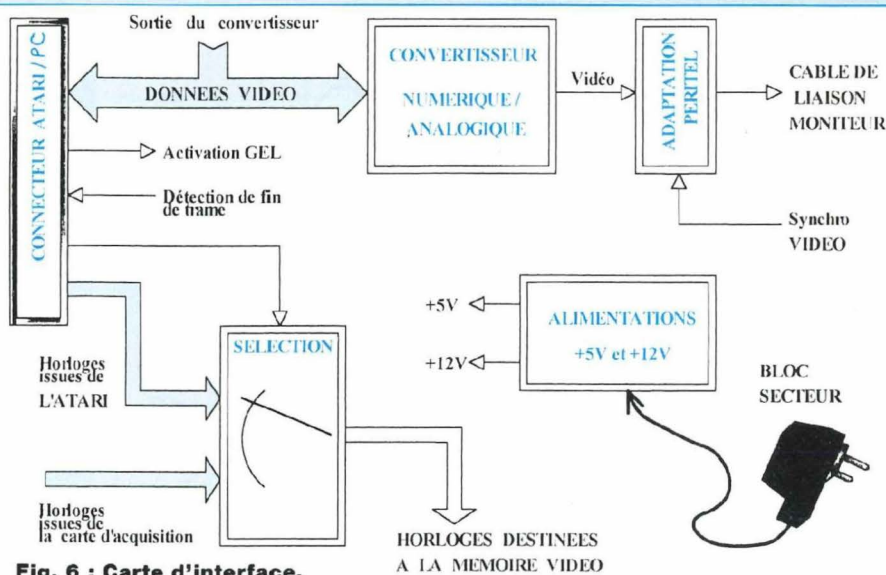 Sortie du convertisseur
CONNECTEUR ATARI/PC
DONNEES VIDEO
CONVERTISSEUR
NUMERIQUE /
ANALOGIQUE
Vidéo
ADAPTATION
PERITEL
CABLE DE
LIAISON
MONITEUR
Activation GEL
Détection de fin
de trame
Synchro
VIDEO
SELECTION
+5V
+12V
ALIMENTATIONS
+5V et +12V
BLOC
SECTEUR
Horloges
issues de
L'ATARI
Horloges
issues de
la carte d'acquisition
HORLOGES DESTINEES
A LA MEMOIRE VIDEO
Fig. 6 : Carte d'interface.